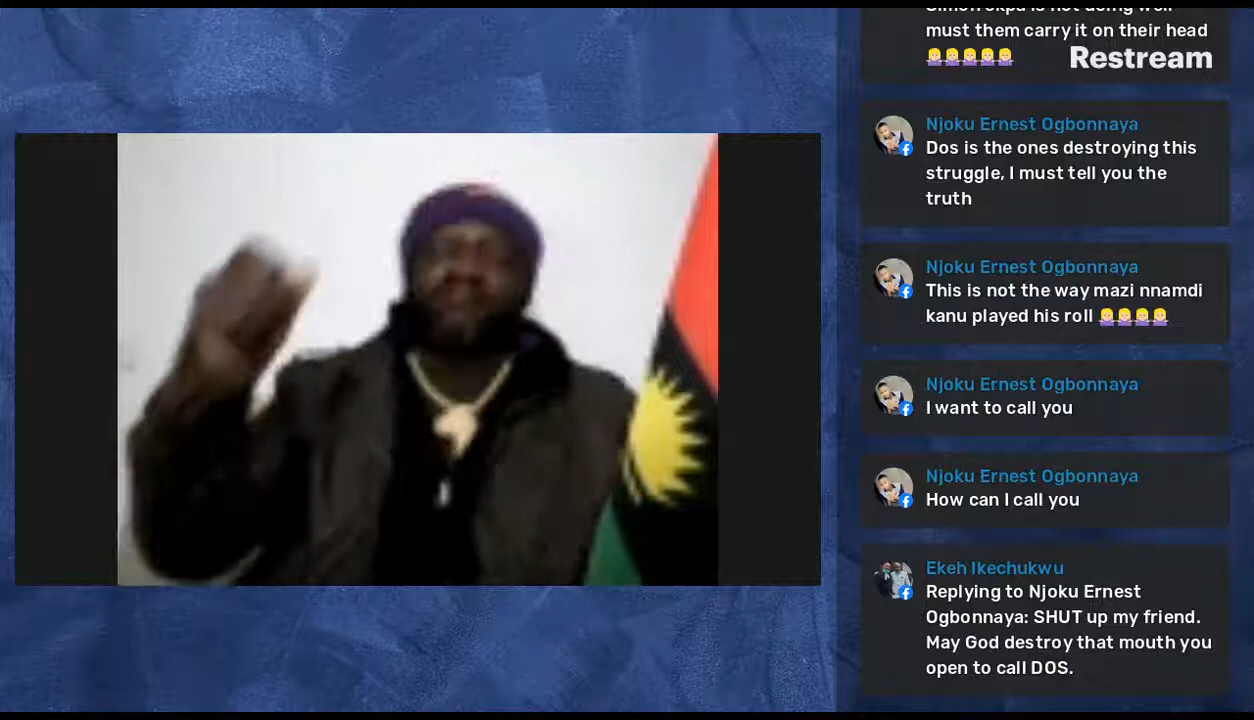 must them carry it on their head
Restream
Njoku Ernest Ogbonnaya
Dos is the ones destroying this
struggle, I must tell you the
truth
Njoku Ernest Ogbonnaya
This is not the way mazi nnamdi
kanu played his roll 🤷🏼‍♀️🤷🏼‍♀️🤷🏼‍♀️🤷🏼‍♀️
Njoku Ernest Ogbonnaya
I want to call you
Njoku Ernest Ogbonnaya
How can I call you
Ekeh Ikechukwu
Replying to Njoku Ernest
Ogbonnaya: SHUT up my friend.
May God destroy that mouth you
open to call DOS.